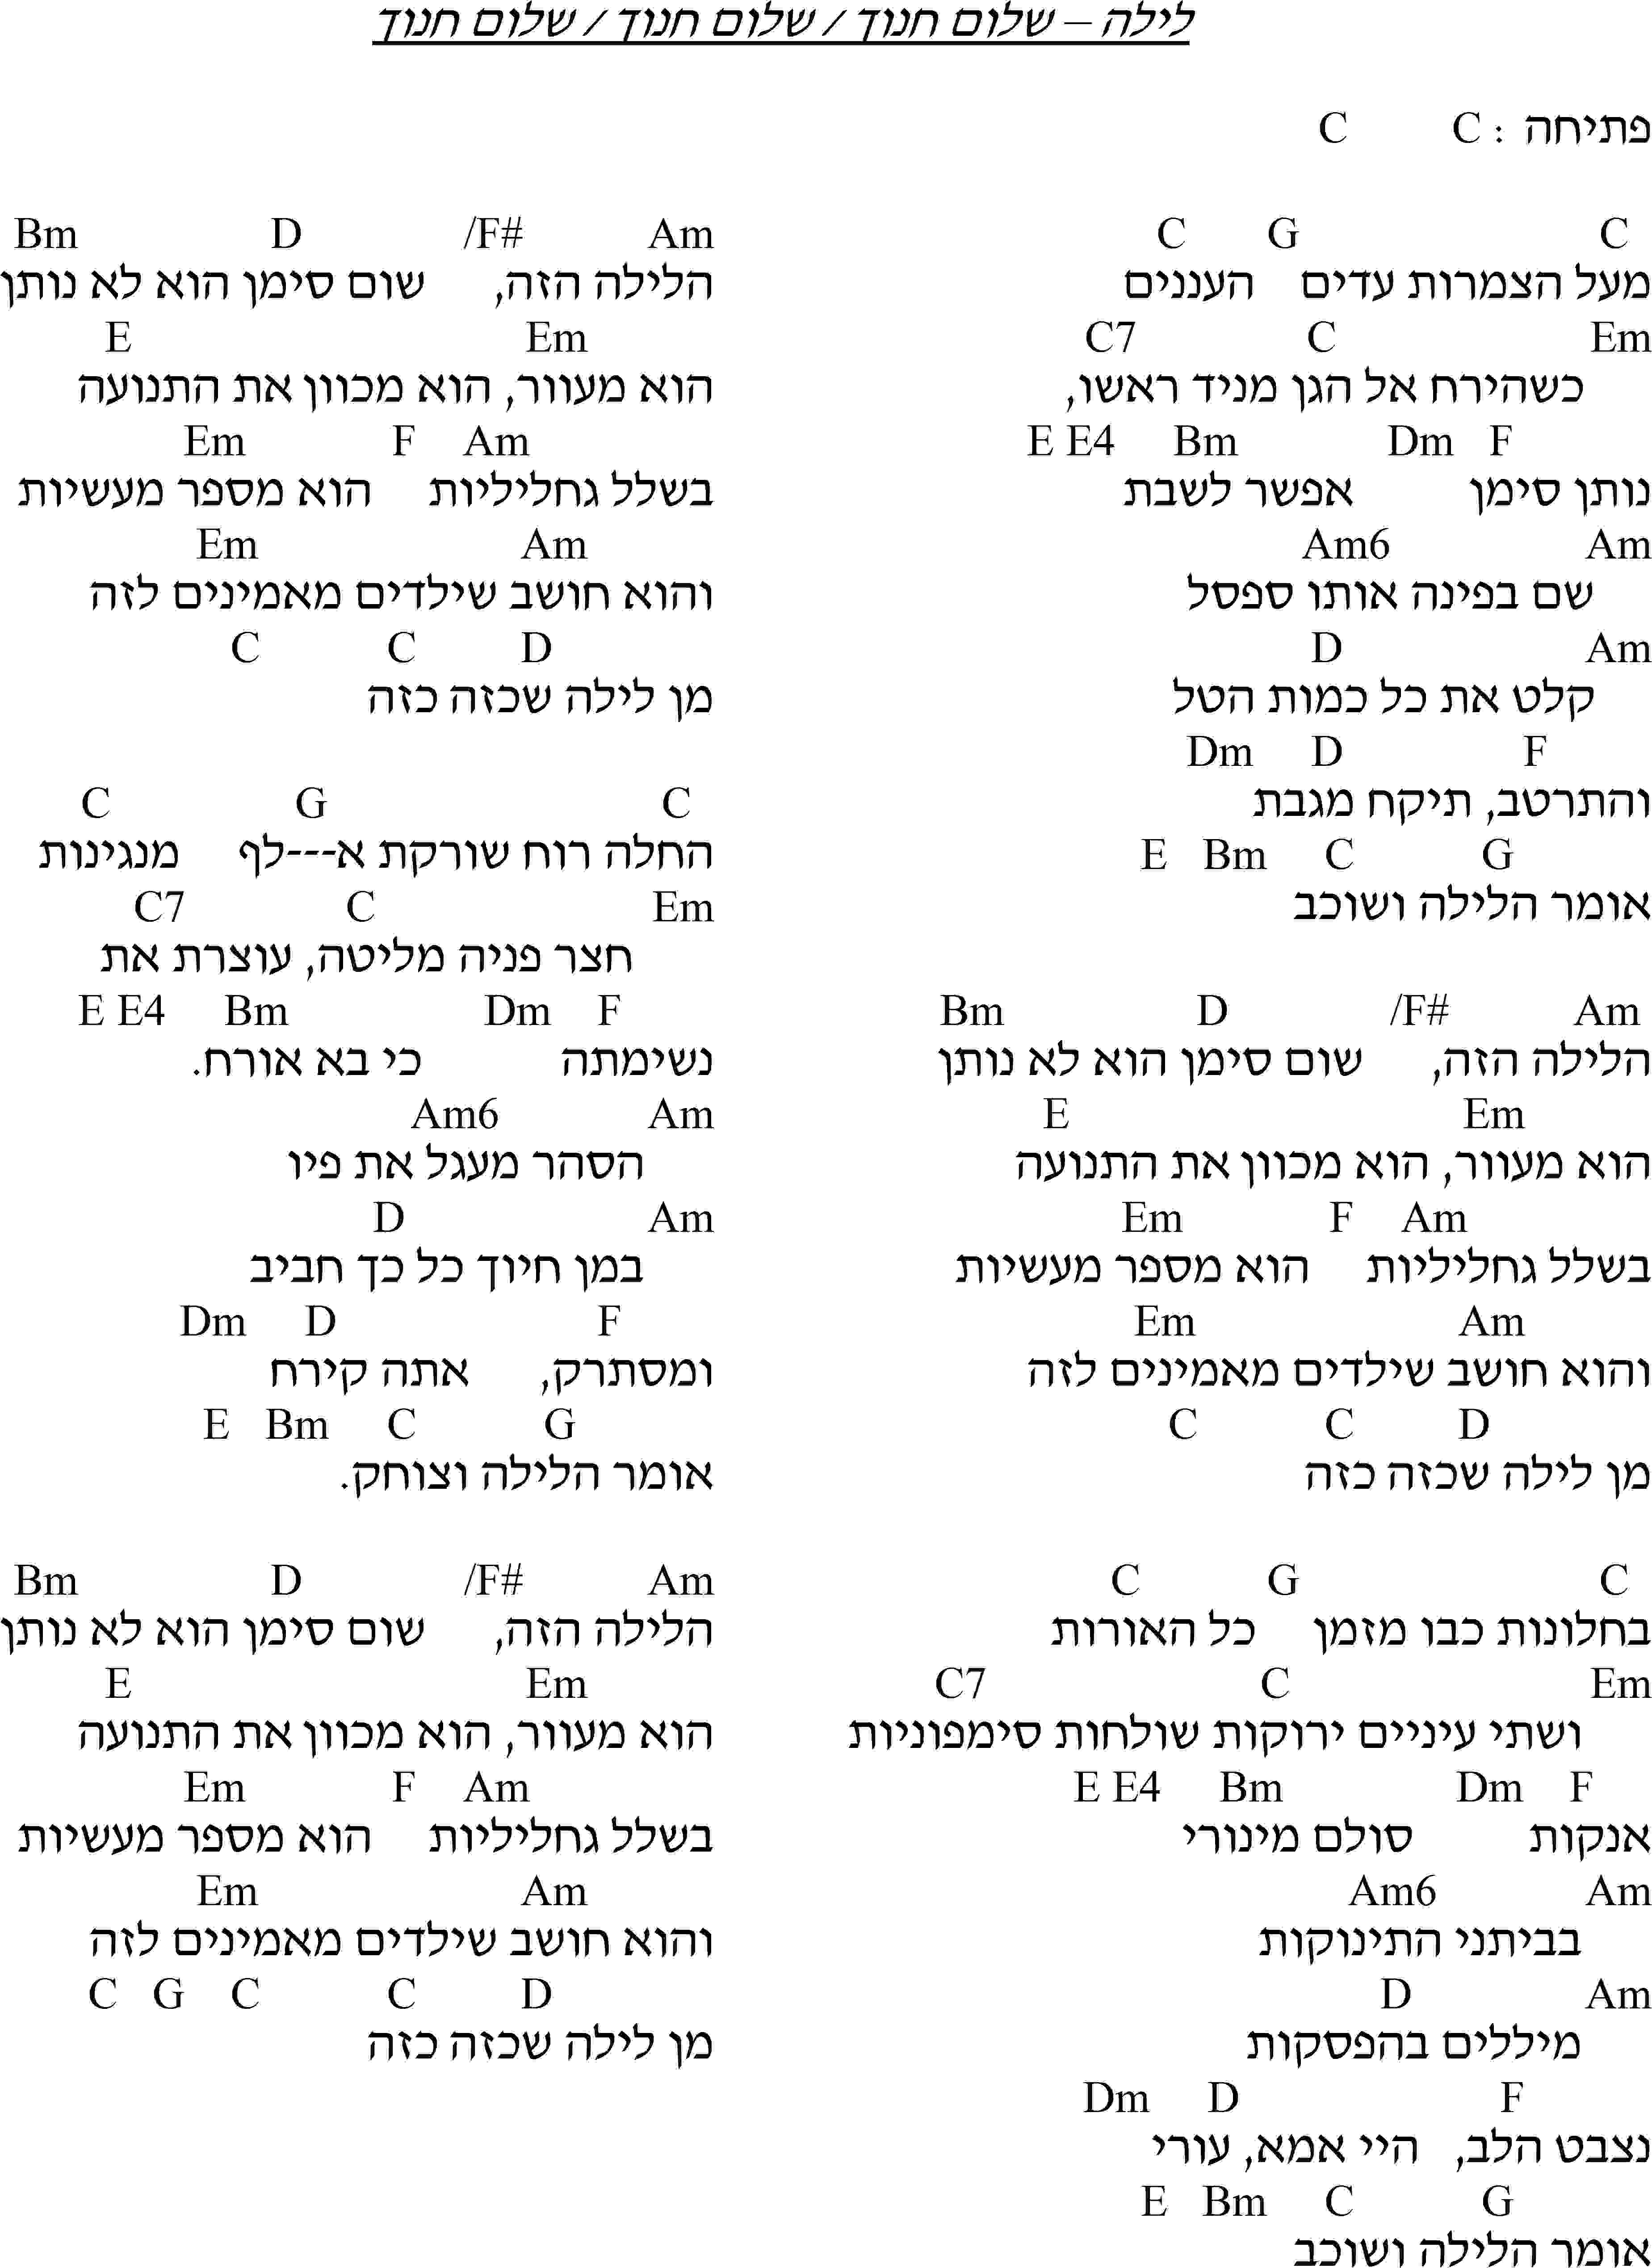 לילה – שלום חנוך / שלום חנוך / שלום חנוך
פתיחה : C C
C G C
מעל הצמרות עדים העננים
C7 C Em
כשהירח אל הגן מניד ראשו,
E E4 Bm Dm F
נותן סימן אפשר לשבת
Am6 Am
שם בפינה אותו ספסל
D Am
קלט את כל כמות הטל
Dm D F
והתרטב, תיקח מגבת
E Bm C G
אומר הלילה ושוכב
Bm D /F# Am
הלילה הזה, שום סימן הוא לא נותן
E Em
הוא מעוור, הוא מכוון את התנועה
Em F Am
בשלל גחליליות הוא מספר מעשיות
Em Am
והוא חושב שילדים מאמינים לזה
C C D
מן לילה שכזה כזה
C G C
בחלונות כבו מזמן כל האורות
C7 C Em
ושתי עיניים ירוקות שולחות סימפוניות
E E4 Bm Dm F
אנקות סולם מינורי
Am6 Am
בביתני התינוקות
D Am
מיללים בהפסקות
Dm D F
נצבט הלב, היי אמא, עורי
E Bm C G
אומר הלילה ושוכב
Bm D /F# Am
הלילה הזה, שום סימן הוא לא נותן
E Em
הוא מעוור, הוא מכוון את התנועה
Em F Am
בשלל גחליליות הוא מספר מעשיות
Em Am
והוא חושב שילדים מאמינים לזה
C C D
מן לילה שכזה כזה
C G C
החלה רוח שורקת א---לף מנגינות
C7 C Em
חצר פניה מליטה, עוצרת את
E E4 Bm Dm F
נשימתה כי בא אורח.
Am6 Am
הסהר מעגל את פיו
D Am
במן חיוך כל כך חביב
Dm D F
ומסתרק, אתה קירח
E Bm C G
אומר הלילה וצוחק.
Bm D /F# Am
הלילה הזה, שום סימן הוא לא נותן
E Em
הוא מעוור, הוא מכוון את התנועה
Em F Am
בשלל גחליליות הוא מספר מעשיות
Em Am
והוא חושב שילדים מאמינים לזה
C G C C D
מן לילה שכזה כזה